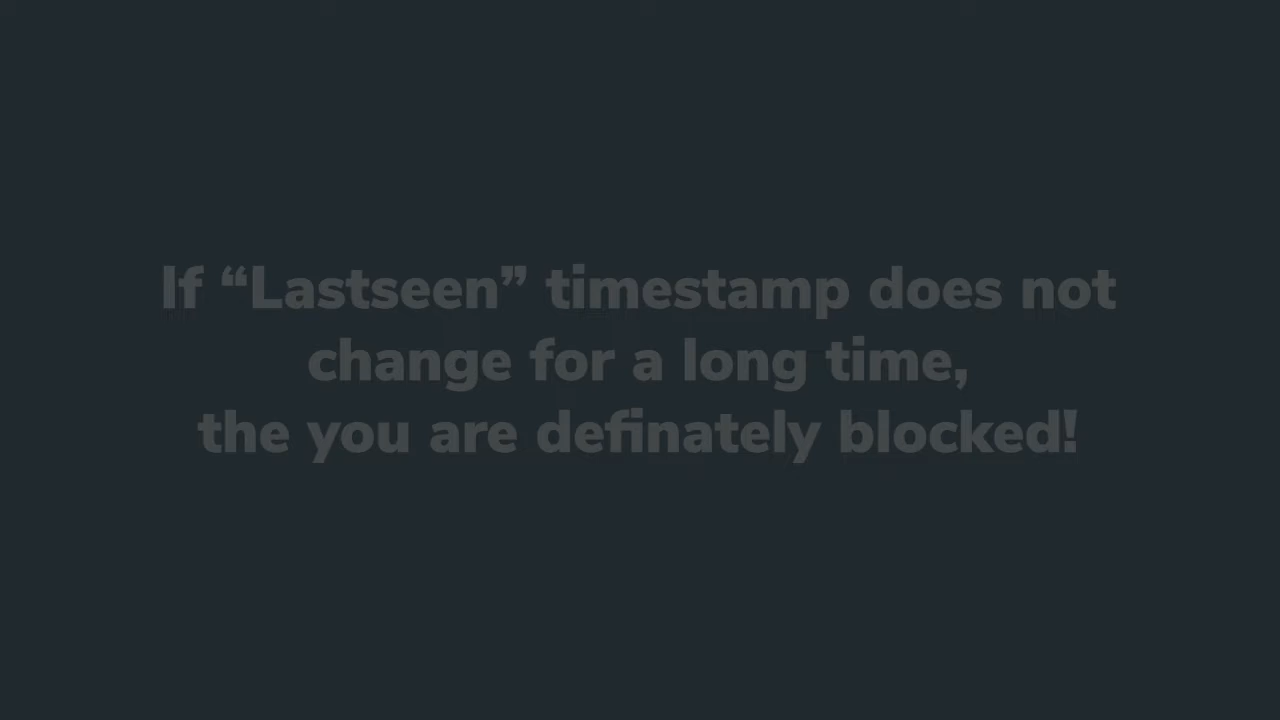 If “Lastseen” timestamp does not
change for a long time,
the you are definately blocked!